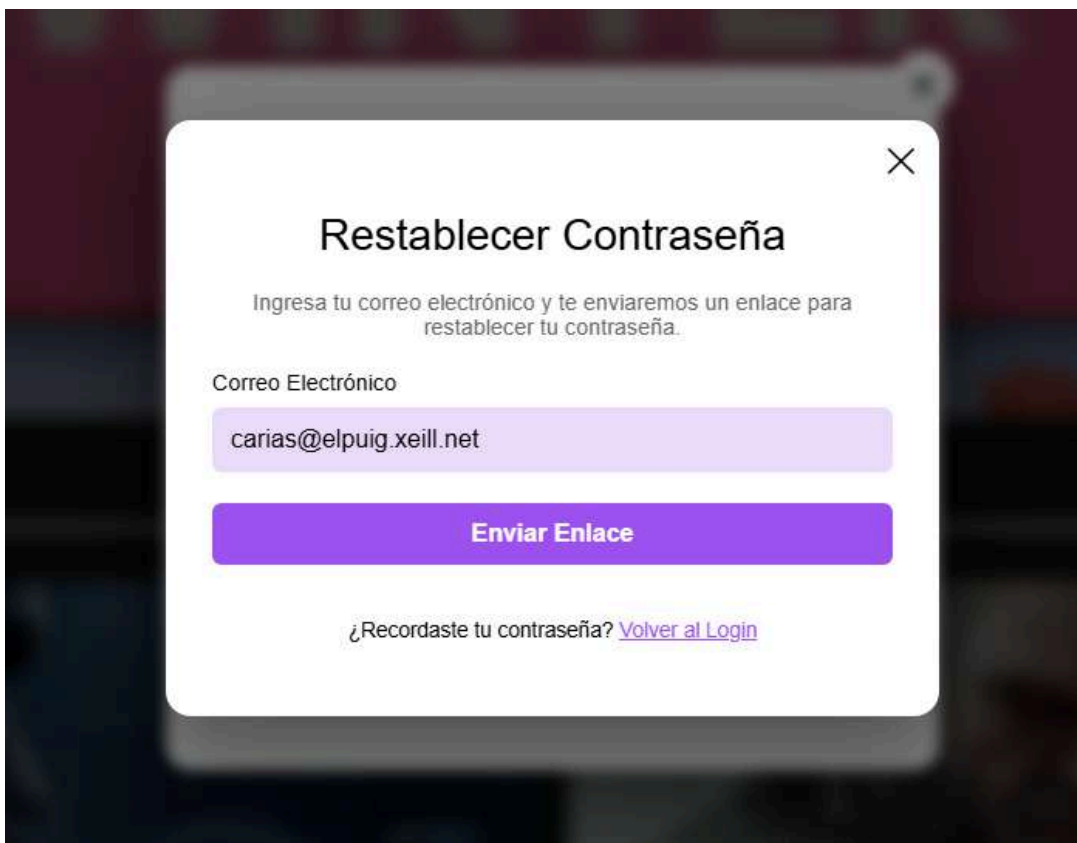 Restablecer Contraseña
Ingresa tu correo electrónico y te enviaremos un enlace para
restablecer tu contraseña.
Correo Electrónico
carias@elpuig.xeill.net
Enviar Enlace
¿Recordaste tu contraseña? Volver al Login